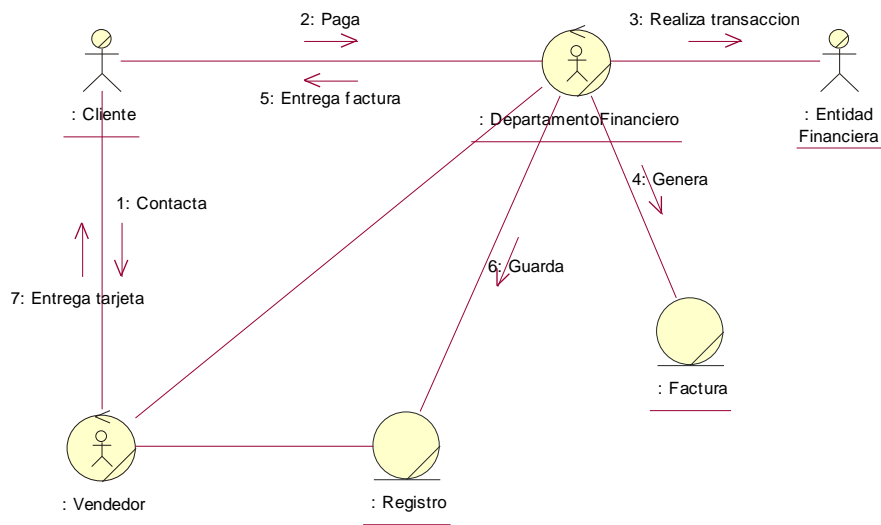 2: Paga
3: Realiza transaccion
5: Entrega factura
: Cliente
: DepartamentoFinanciero
: Entidad
Financiera
4: Genera
1: Contacta
6: Guarda
7: Entrega tarjeta
: Factura
: Vendedor
: Registro